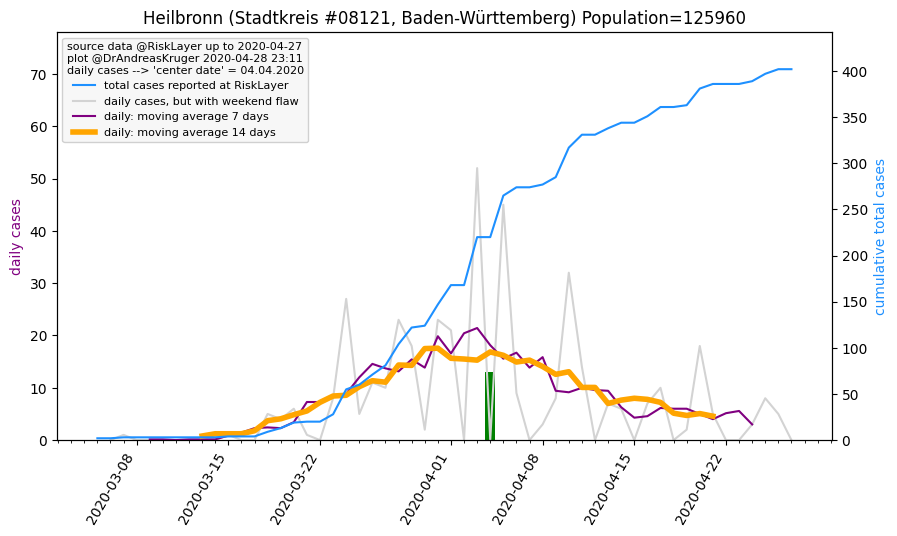 Heilbronn (Stadtkreis #08121, Baden-Württemberg) Population=125960
source data @RiskLayer up to 2020-04-27
plot @DrAndreasKruger 2020-04-28 23:11
daily cases --> 'center date' = 04.04.2020
total cases reported at RiskLayer
daily cases, but with weekend flaw
daily: moving average 7 days
daily: moving average 14 days
daily cases
70
60
50
40
30
20
10
0
400
350
300
250
200
150
100
50
0
cumulative total cases
2020-03-08
2020-03-15
2020-03-22
2020-04-01
2020-04-08
2020-04-15
2020-04-22